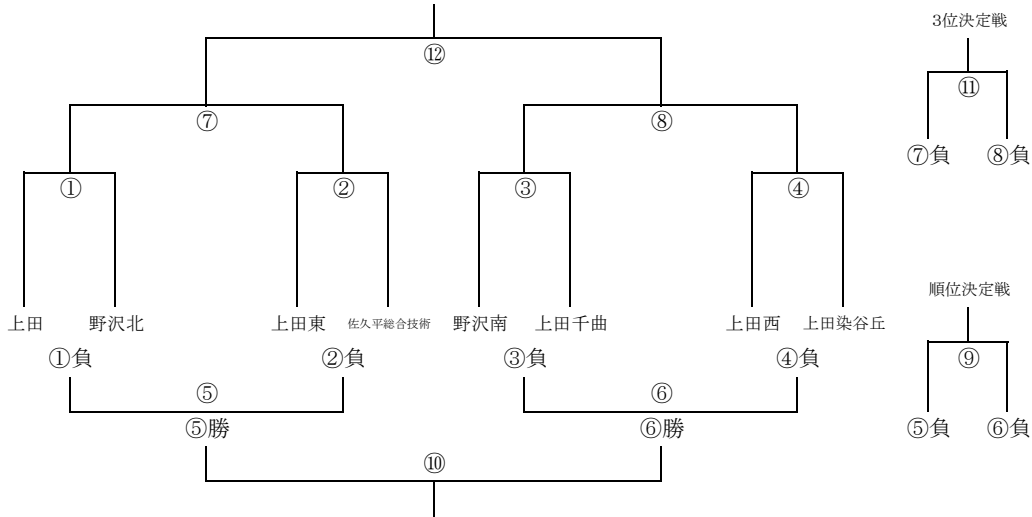 3位決定戦
⑫
⑪
⑦
⑧
⑦負 ⑧負
① ② ③ ④
順位決定戦
上田 野沢北 上田東 佐久平総合技術 野沢南 上田千曲 上田西 上田染谷丘
①負 ②負 ③負 ④負
⑨
⑤ ⑥
⑤勝 ⑥勝
⑤負 ⑥負
⑩